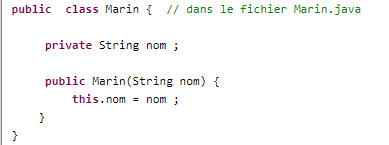 public  class Marin {  // dans le fichier Marin.java
private String nom ;
public Marin(String nom) {
this.nom = nom ;
}
}